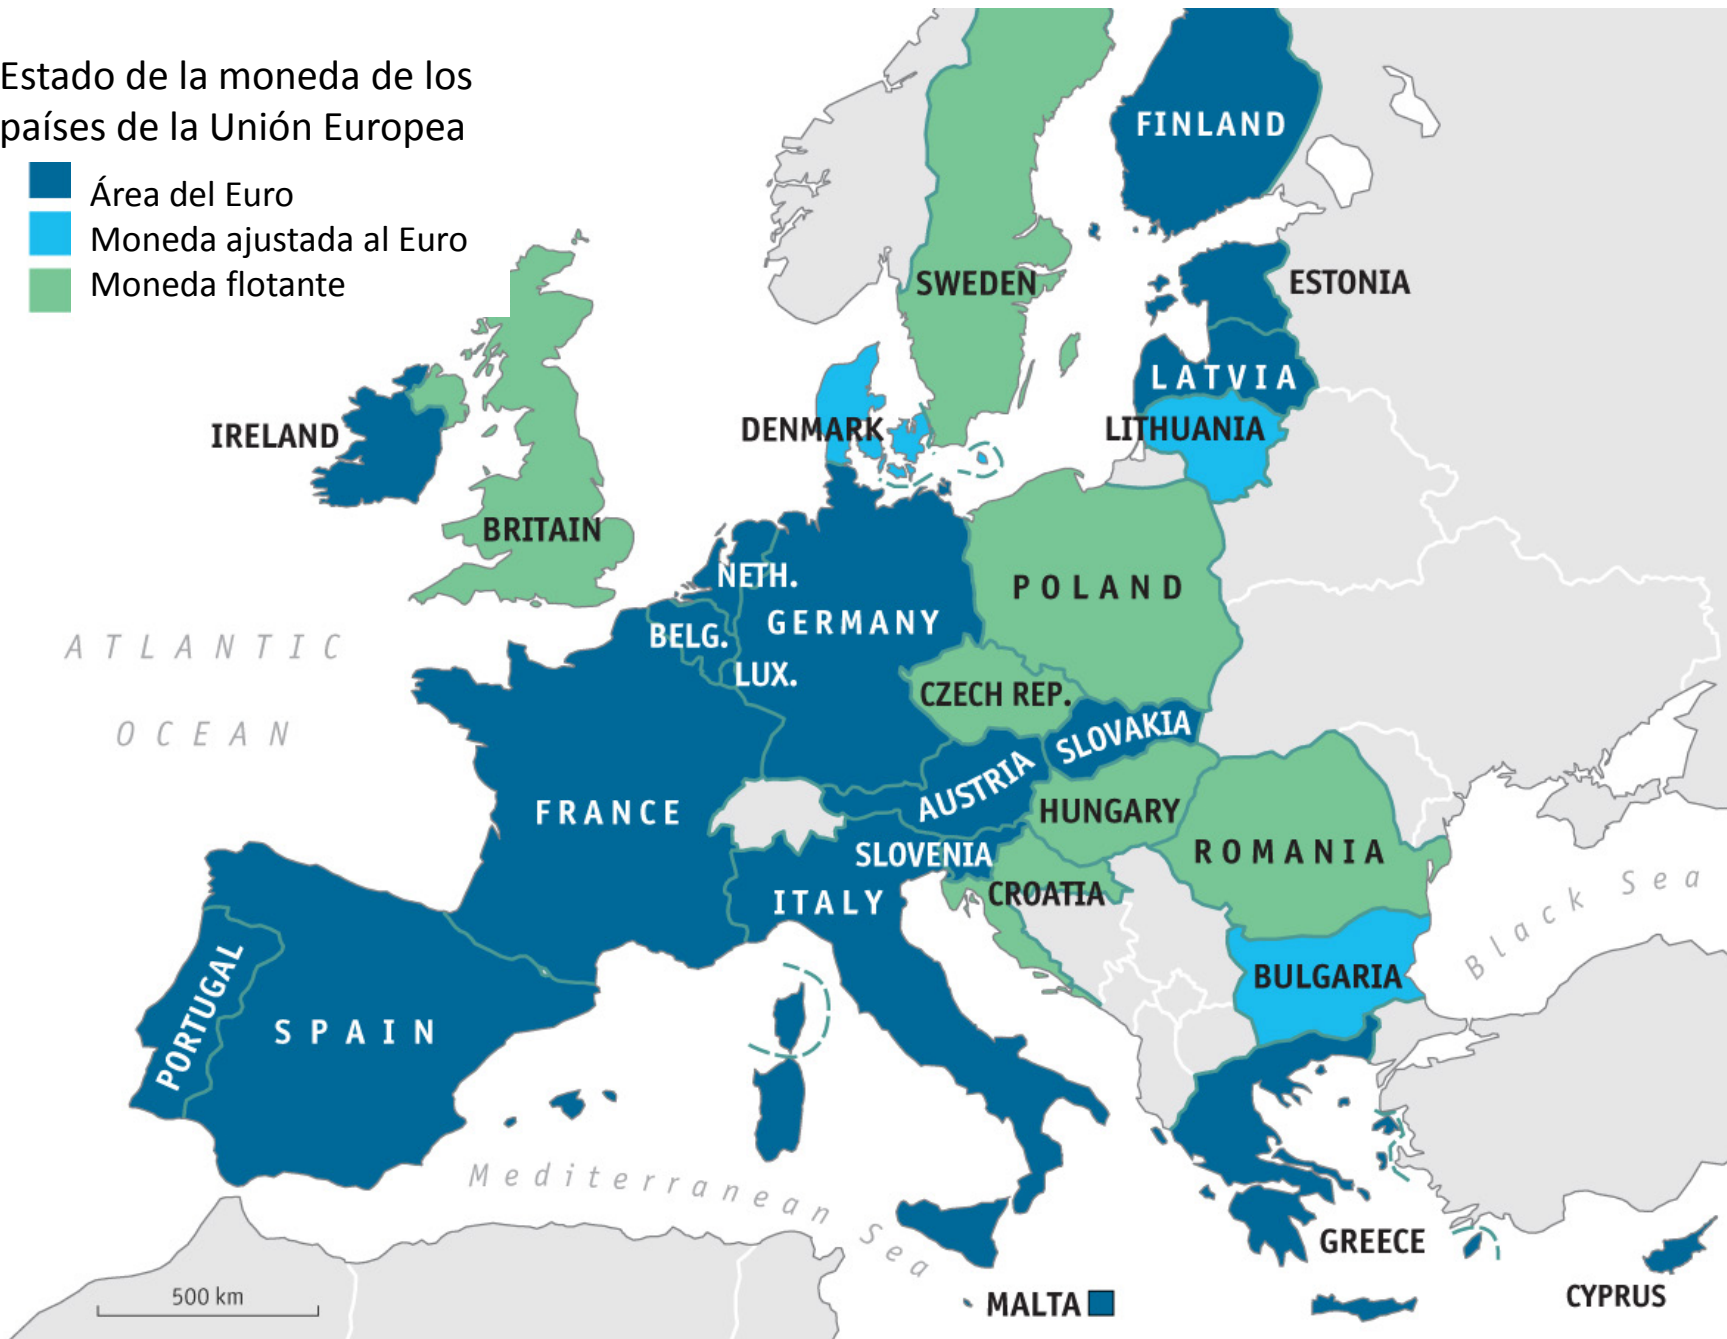 Estado de la moneda de los
países de la Unión Europea
Área del Euro
Moneda ajustada al Euro
Moneda flotante
FINLAND
SWEDEN
ESTONIA
LATVIA
LITHUANIA
DENMARK
IRELAND
BRITAIN
NETH.
POLAND
GERMANY
BELG.
LUX.
ATLANTIC
OCEAN
CZECH REP.
SLOVAKIA
AUSTRIA
HUNGARY
FRANCE
SLOVENIA
ROMANIA
CROATIA
ITALY
Black Sea
BULGARIA
PORTUGAL
SPAIN
Mediterranean Sea
GREECE
MALTA
CYPRUS
500 km